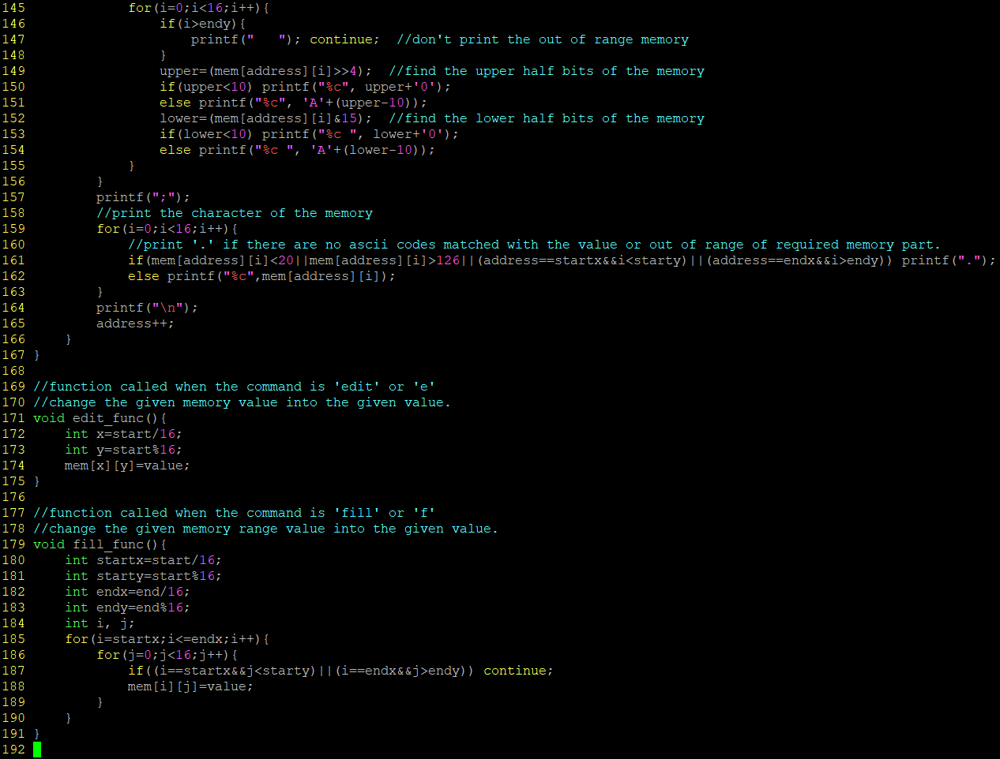 145             for(i=0;i<16;i++){
146                 if(i>endy){
147                     printf("   "); continue;  //don't print the out of range memory
148                 }
149                 upper=(mem[address][i]>>4);  //find the upper half bits of the memory
150                 if(upper<10) printf("%c", upper+'0');
151                 else printf("%c", 'A'+(upper-10));
152                 lower=(mem[address][i]&15);  //find the lower half bits of the memory
153                 if(lower<10) printf("%c ", lower+'0');
154                 else printf("%c ", 'A'+(lower-10));
155             }
156         }
157         printf(";");
158         //print the character of the memory
159         for(i=0;i<16;i++){
160             //print '.' if there are no ascii codes matched with the value or out of range of required memory part.
161             if(mem[address][i]<20||mem[address][i]>126||(address==startx&&i<starty)||(address==endx&&i>endy)) printf(".");
162             else printf("%c",mem[address][i]);
163         }
164         printf("\n");
165         address++;
166     }
167 }
168
169 //function called when the command is 'edit' or 'e'
170 //change the given memory value into the given value.
171 void edit_func(){
172     int x=start/16;
173     int y=start%16;
174     mem[x][y]=value;
175 }
176
177 //function called when the command is 'fill' or 'f'
178 //change the given memory range value into the given value.
179 void fill_func(){
180     int startx=start/16;
181     int starty=start%16;
182     int endx=end/16;
183     int endy=end%16;
184     int i, j;
185     for(i=startx;i<=endx;i++){
186         for(j=0;j<16;j++){
187             if((i==startx&&j<starty)||(i==endx&&j>endy)) continue;
188             mem[i][j]=value;
189         }
190     }
191 }
192